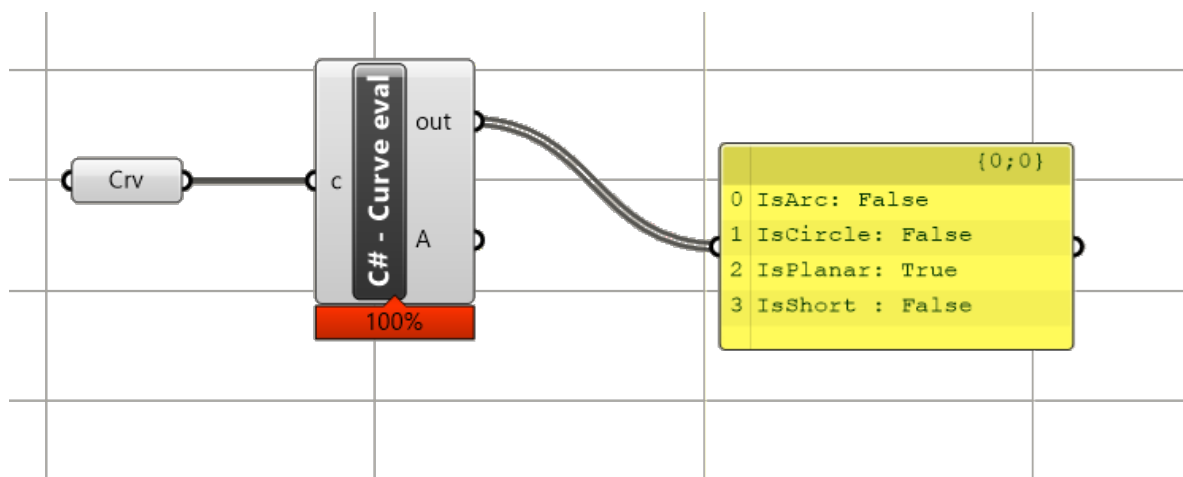 Crv
c
C# - Curve eval
out
A
100%
{0;0}
0 IsArc: False
1 IsCircle: False
2 IsPlanar: True
3 IsShort : False